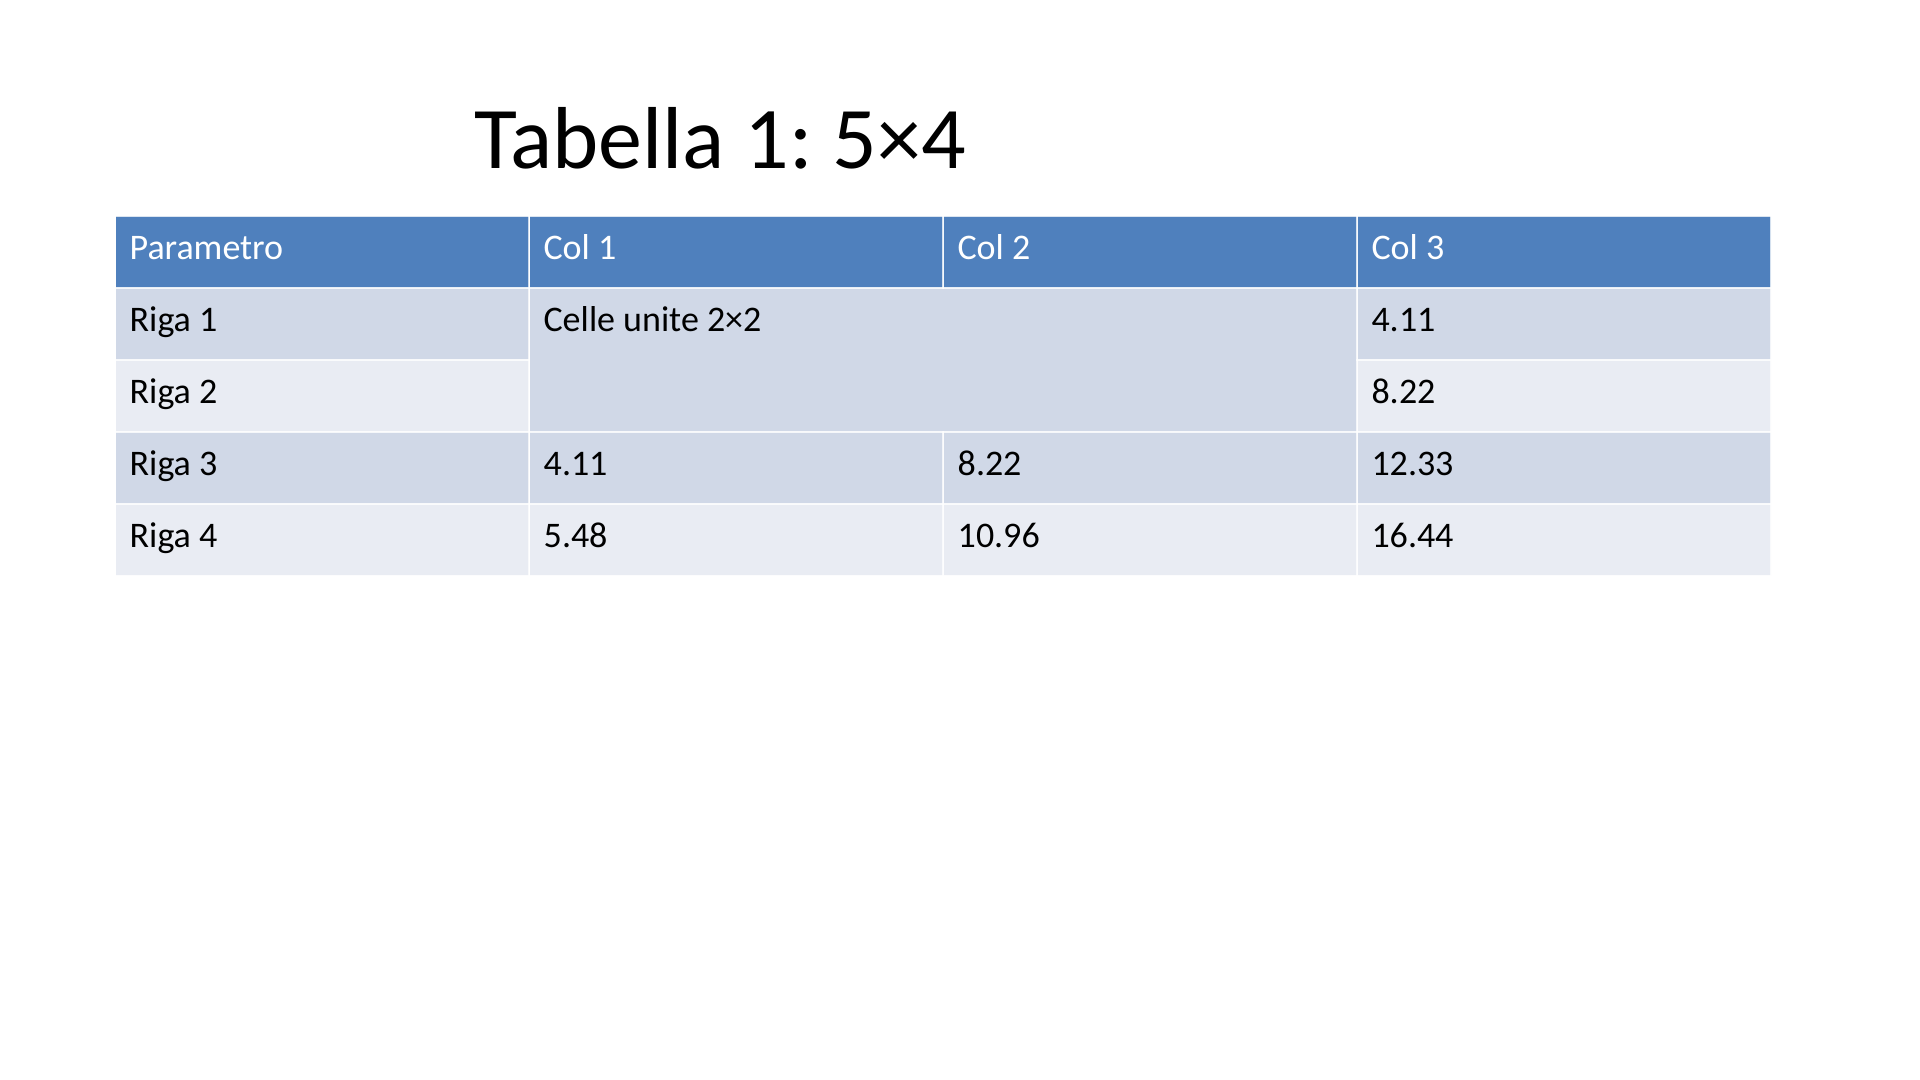 Tabella 1: 5×4
Parametro Col 1 Col 2 Col 3
Riga 1 Celle unite 2×2 4.11
Riga 2 8.22
Riga 3 4.11 8.22 12.33
Riga 4 5.48 10.96 16.44